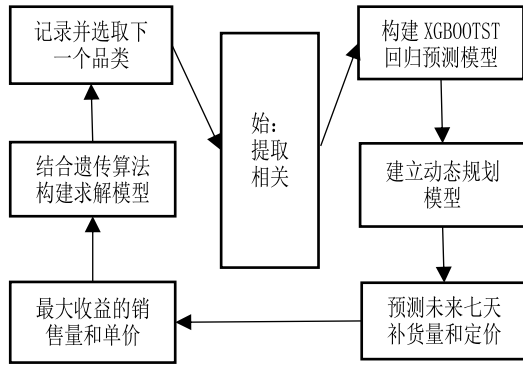 记录并选取下
一个品类
始：
提取
相关
构建 XGBOOTST
回归预测模型
结合遗传算法
构建求解模型
建立动态规划
模型
最大收益的销
售量和单价
预测未来七天
补货量和定价